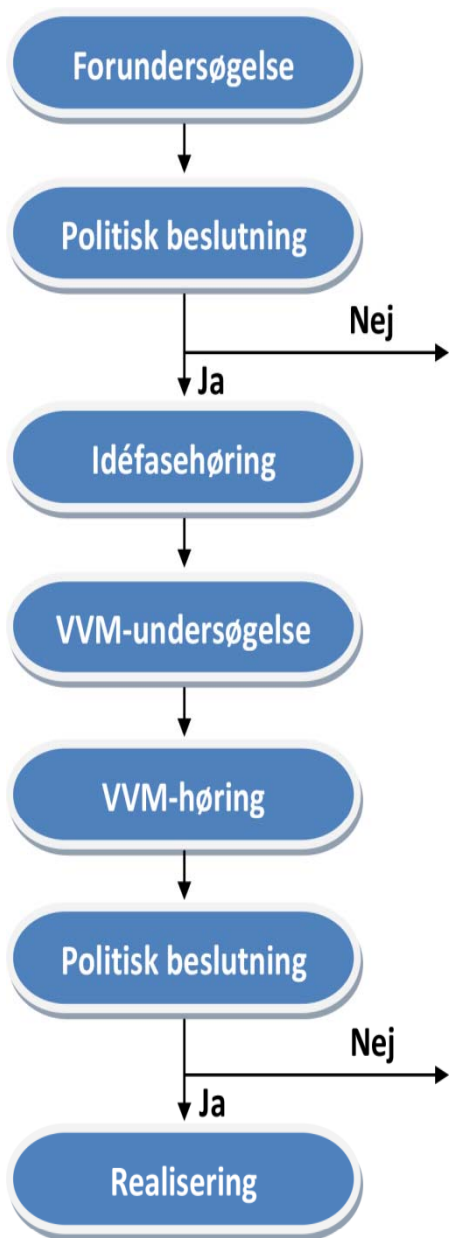 Forundersøgelse
Politisk beslutning
Nej
Ja
Idéfasehøring
VVM-undersøgelse
VVM-høring
Politisk beslutning
Nej
Ja
Realisering